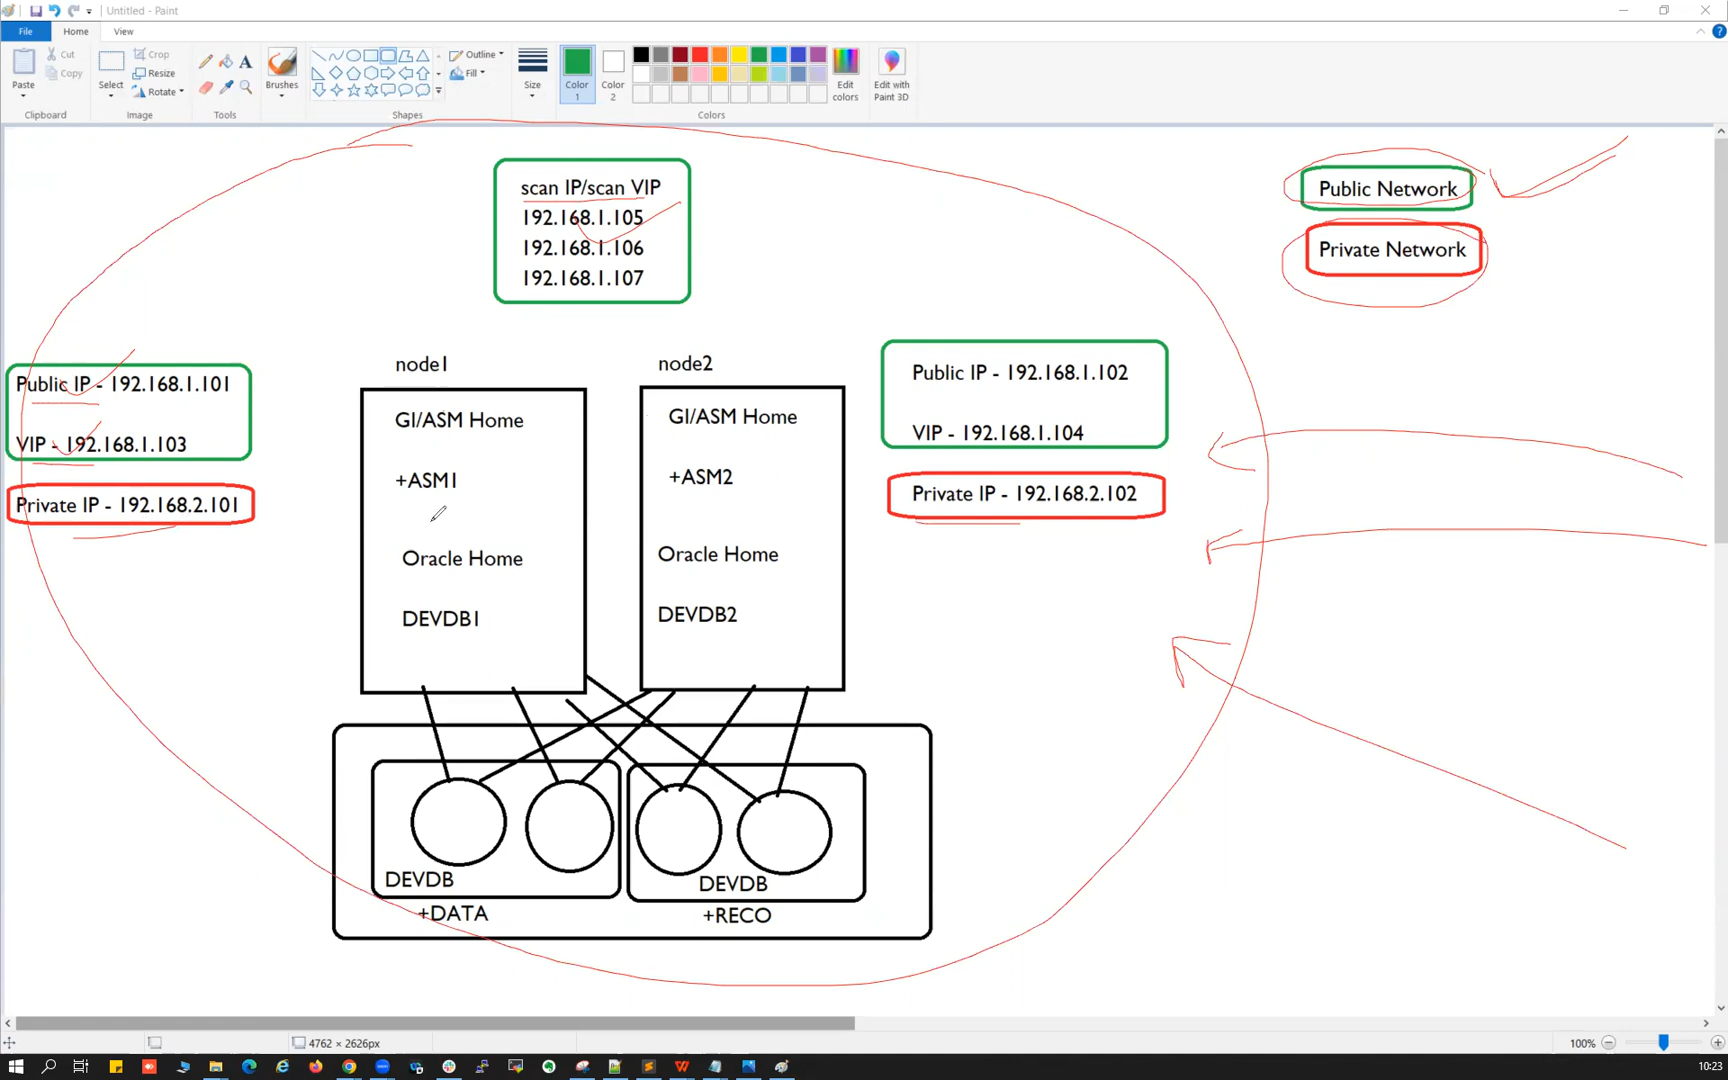 Untitled - Paint
File
Home
View
Paste
Cut
Copy
Clipboard
Select
Crop
Resize
Rotate
Image
A
Tools
Brushes
Shapes
Outline
Fill
Size
Color 1
Color 2
Colors
Edit colors
Edit with Paint 3D
scan IP/scan VIP
192.168.1.105
192.168.1.106
192.168.1.107
Public Network
Private Network
Public IP - 192.168.1.101
VIP - 192.168.1.103
Private IP - 192.168.2.101
node1
GI/ASM Home
+ASM1
Oracle Home
DEVDB1
node2
GI/ASM Home
+ASM2
Oracle Home
DEVDB2
Public IP - 192.168.1.102
VIP - 192.168.1.104
Private IP - 192.168.2.102
DEVDB
+DATA
DEVDB
+RECO
4762 × 2626px
100%
10:23